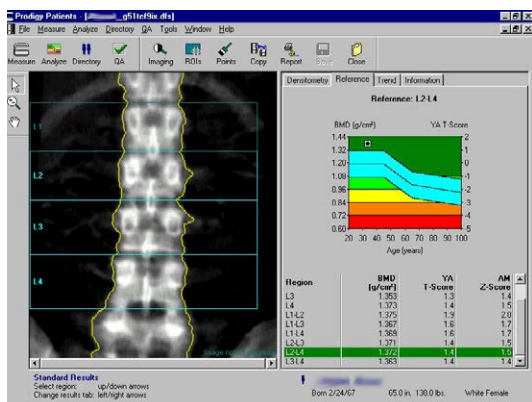 Prodigy Patients - [ _g51tef9ix.dfs]
File Measure Analyze Directory QA Tools Window Help
Measure Analyze Directory QA Imaging ROIs Points Copy Report Save Close
Densitometry Reference Trend Information
Reference: L2-L4
BMD (g/cm²) YA T-Score
1.44 2
1.32 1
1.20 0
1.08 -1
0.96 -2
0.84 -3
0.72 -4
0.60 -5
20 30 40 50 60 70 80 90 100
Age (years)
L1
L2
L3
L4
Region BMD (g/cm²) YA T-Score AM Z-Score
L3 1.353 1.3 1.4
L4 1.373 1.4 1.5
L1-L2 1.375 1.9 2.0
L1-L3 1.367 1.6 1.7
L1-L4 1.369 1.6 1.7
L2-L3 1.371 1.4 1.5
L2-L4 1.372 1.4 1.5
L3-L4 1.363 1.4 1.4
Image not
Standard Results
Select region: up/down arrows
Change results tab: left/right arrows
Born 2/24/67 65.0 in. 130.0 lbs. White Female